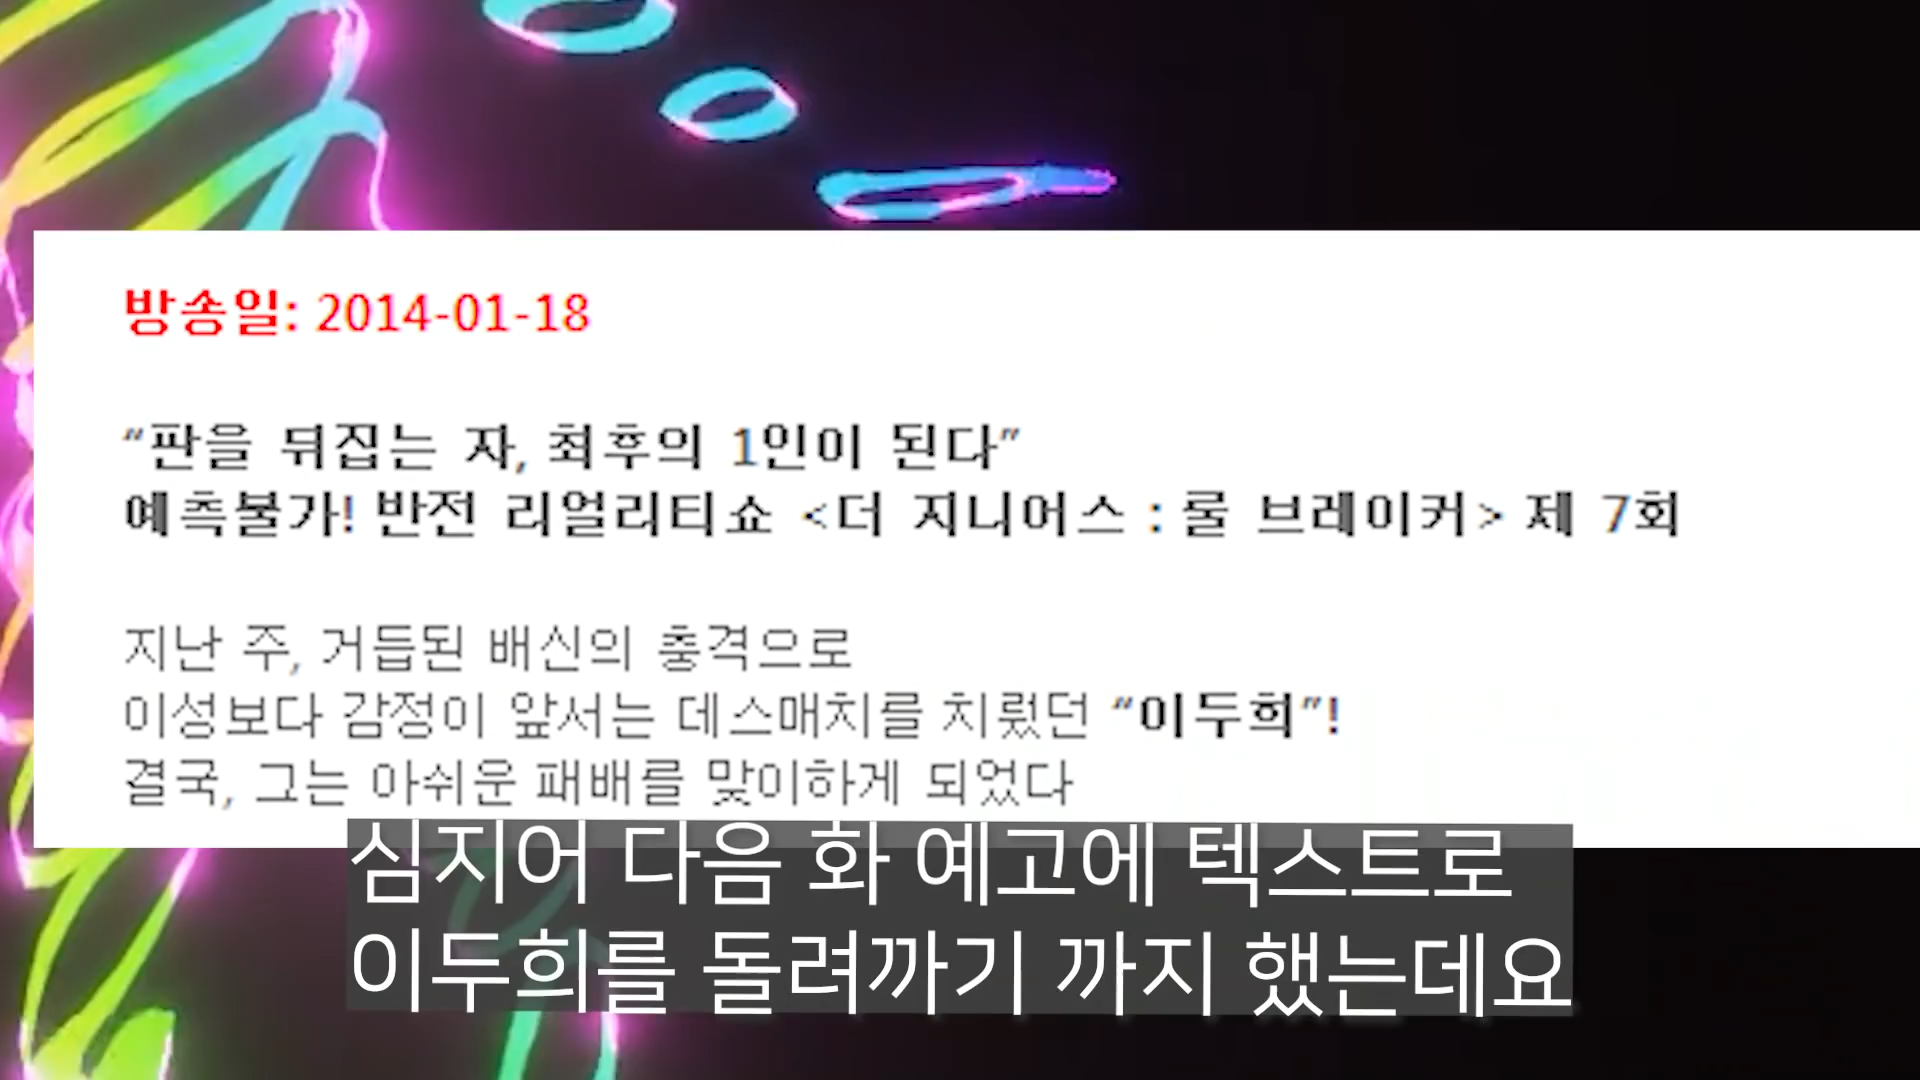 방송일: 2014-01-18
“판을 뒤집는 자, 최후의 1인이 된다”
예측불가! 반전 리얼리티쇼 <더 지니어스 : 룰 브레이커> 제 7회
지난 주, 거듭된 배신의 충격으로
이성보다 감정이 앞서는 데스매치를 치렀던 “이두희”!
결국, 그는 아쉬운 패배를 맞이하게 되었다
심지어 다음 화 예고에 텍스트로
이두희를 돌려까기 까지 했는데요